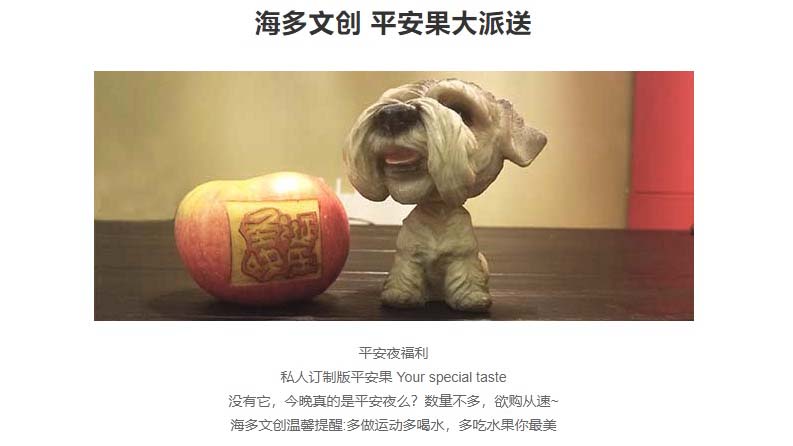 海多文创 平安果大派送
平安夜福利
私人订制版平安果 Your special taste
没有它，今晚真的是平安夜么？数量不多，欲购从速~
海多文创温馨提醒:多做运动多喝水，多吃水果你最美